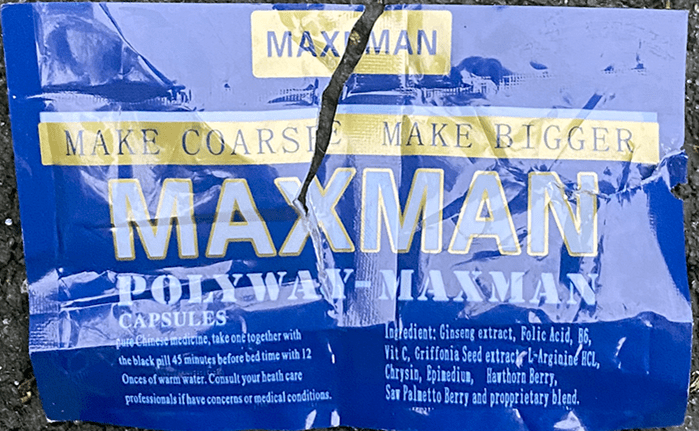 MAXMAN
MAKE COARSE MAKE BIGGER
MAXMAN
POLYWAY-MAXMAN
CAPSULES
pure Chinese medicine, take one together with
the black pill 45 minutes before bed time with 12
Onces of warm water. Consult your heath care
professionals if have concerns or medical conditions.
Ingredient: Ginseng extract, Folic Acid, B6,
Vit C, Griffonia Seed extract, L-Arginine HCL,
Chrysin, Epimedium, Hawthorn Berry,
Saw Palmetto Berry and propprietary blend.